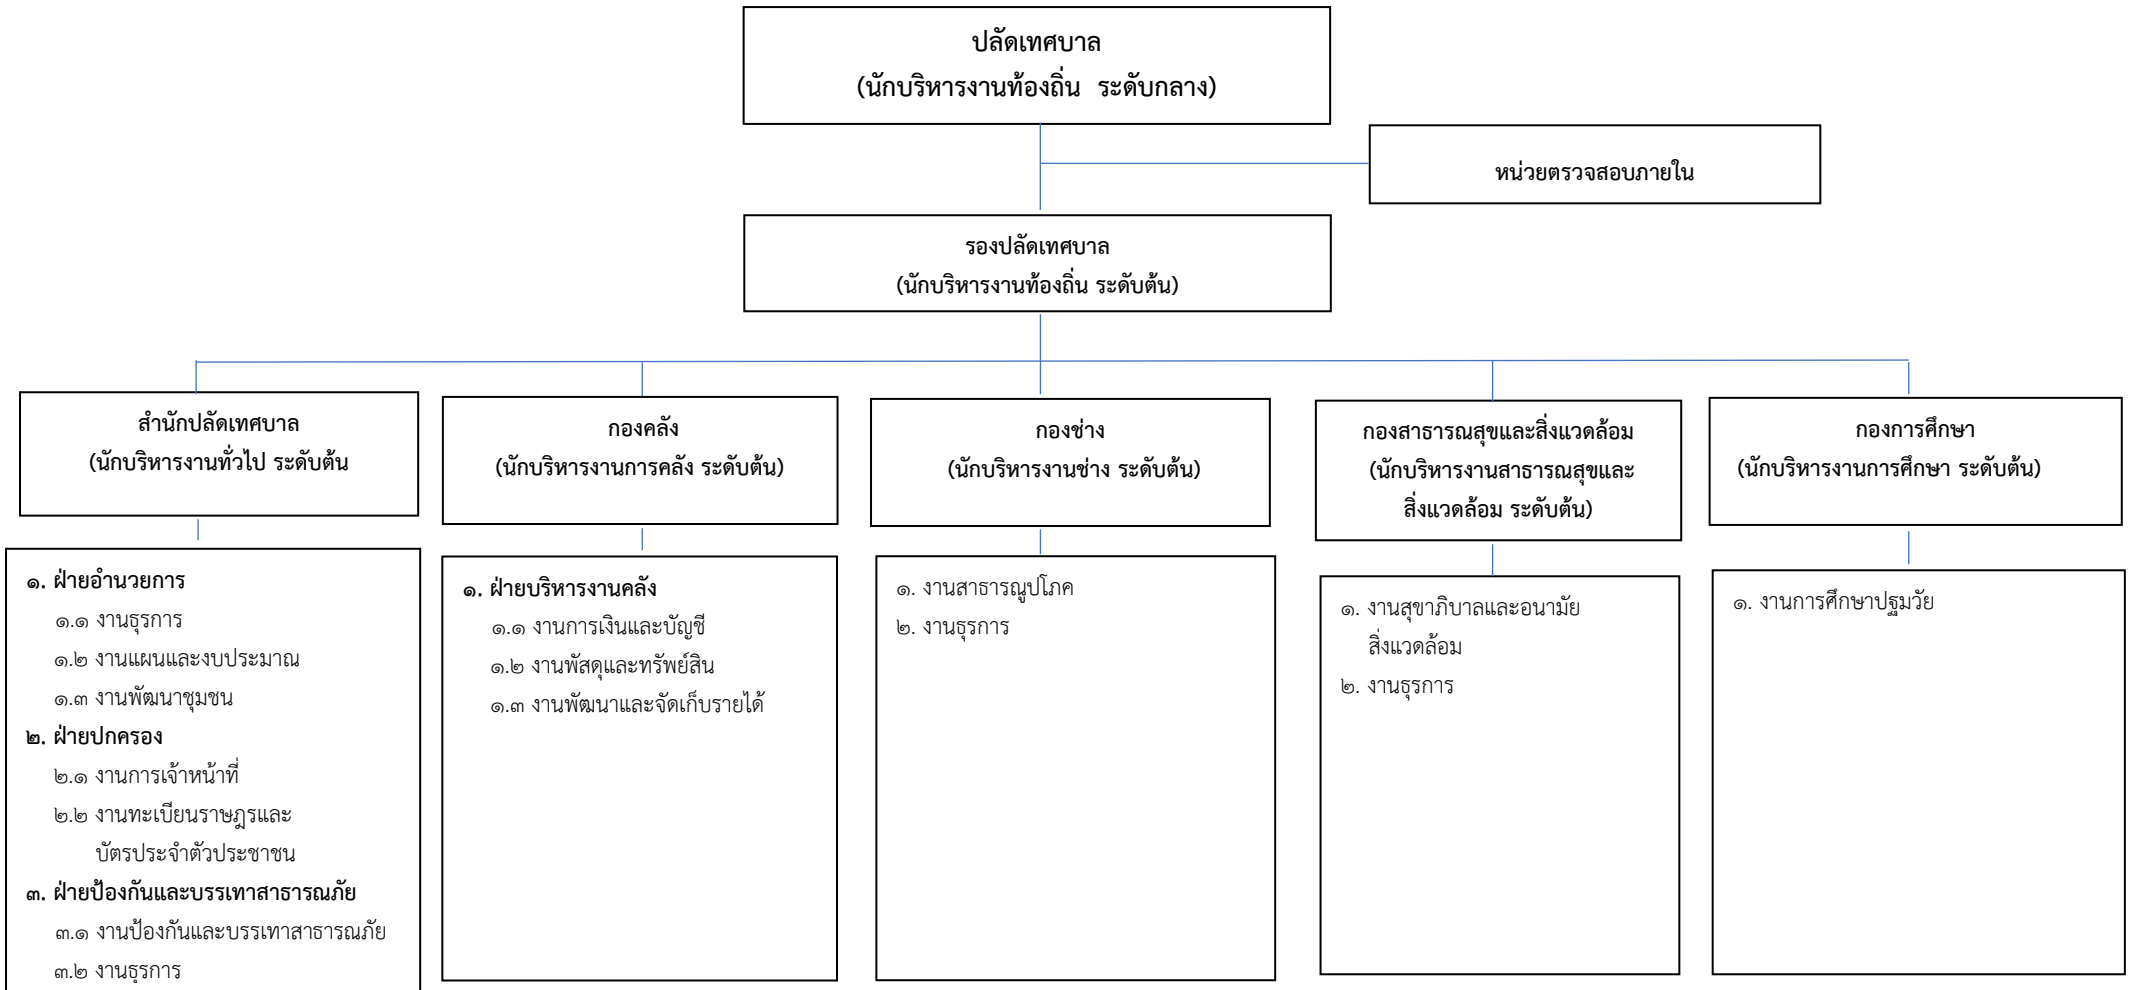 ปลัดเทศบาล
(นักบริหารงานท้องถิ่น ระดับกลาง)
หน่วยตรวจสอบภายใน
รองปลัดเทศบาล
(นักบริหารงานท้องถิ่น ระดับต้น)
สำนักปลัดเทศบาล
(นักบริหารงานทั่วไป ระดับต้น
กองคลัง
(นักบริหารงานการคลัง ระดับต้น)
กองช่าง
(นักบริหารงานช่าง ระดับต้น)
กองสาธารณสุขและสิ่งแวดล้อม
(นักบริหารงานสาธารณสุขและ
สิ่งแวดล้อม ระดับต้น)
กองการศึกษา
(นักบริหารงานการศึกษา ระดับต้น)
๑. ฝ่ายอำนวยการ
๑.๑ งานธุรการ
๑.๒ งานแผนและงบประมาณ
๑.๓ งานพัฒนาชุมชน
๒. ฝ่ายปกครอง
๒.๑ งานการเจ้าหน้าที่
๒.๒ งานทะเบียนราษฎรและ
บัตรประจำตัวประชาชน
๓. ฝ่ายป้องกันและบรรเทาสาธารณภัย
๓.๑ งานป้องกันและบรรเทาสาธารณภัย
๓.๒ งานธุรการ
๑. ฝ่ายบริหารงานคลัง
๑.๑ งานการเงินและบัญชี
๑.๒ งานพัสดุและทรัพย์สิน
๑.๓ งานพัฒนาและจัดเก็บรายได้
๑. งานสาธารณูปโภค
๒. งานธุรการ
๑. งานสุขาภิบาลและอนามัย
สิ่งแวดล้อม
๒. งานธุรการ
๑. งานการศึกษาปฐมวัย